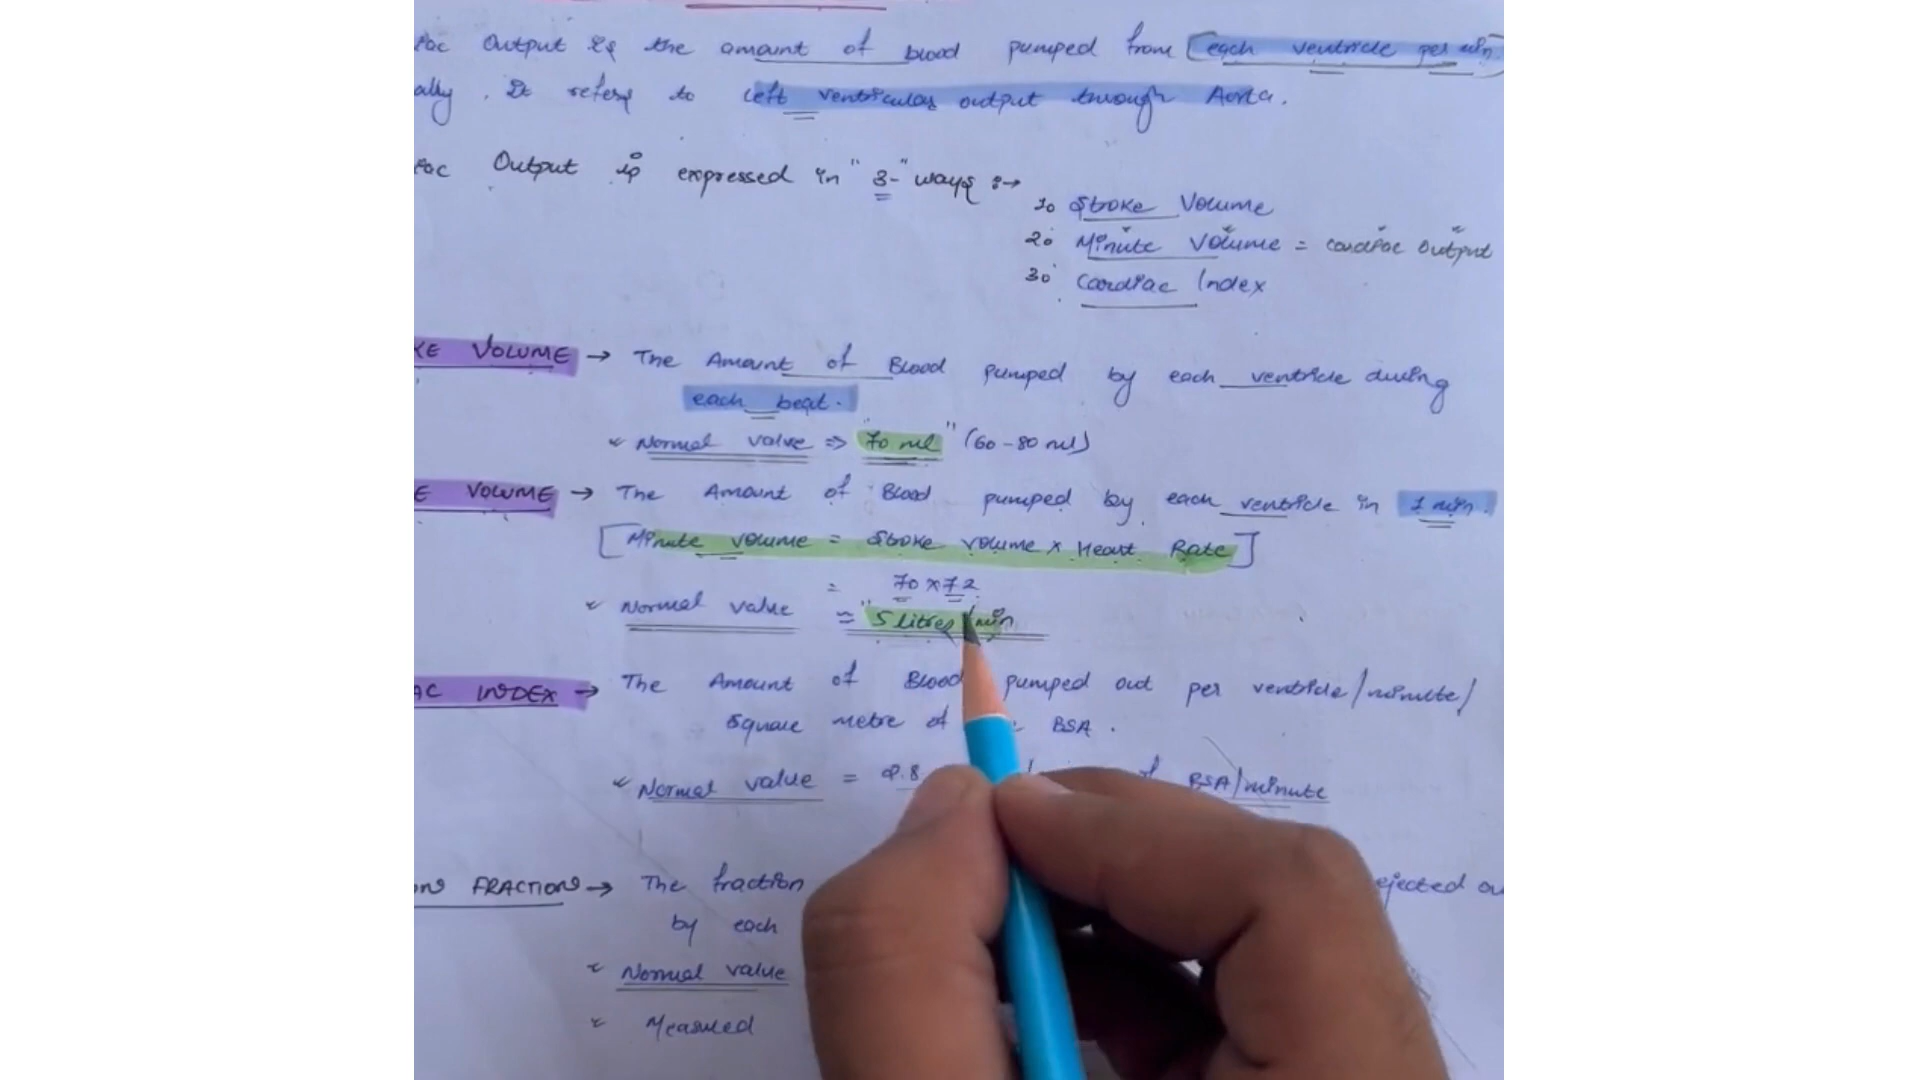 Output is the amount of blood pumped from [each ventricle per min]
ally. It refers to left ventricular output through Aorta.
Output is expressed in "3-" ways :→
1. Stroke Volume
2. Minute Volume = cardiac output
3. Cardiac Index
KE VOLUME → The Amount of Blood pumped by each ventricle during
each beat.
Normal value ⇒ "70 ml" (60-80 ml)
E VOLUME → The Amount of Blood pumped by each ventricle in 1 min.
[Minute volume = Stroke volume × Heart Rate]
= 70 × 72
Normal value ≈ "5 litres/min
AC INDEX → The Amount of Blood pumped out per ventricle/minute/
Square metre of BSA.
Normal value = of BSA/minute
FRACTION → The fraction ejected
by each
Normal value
Measured